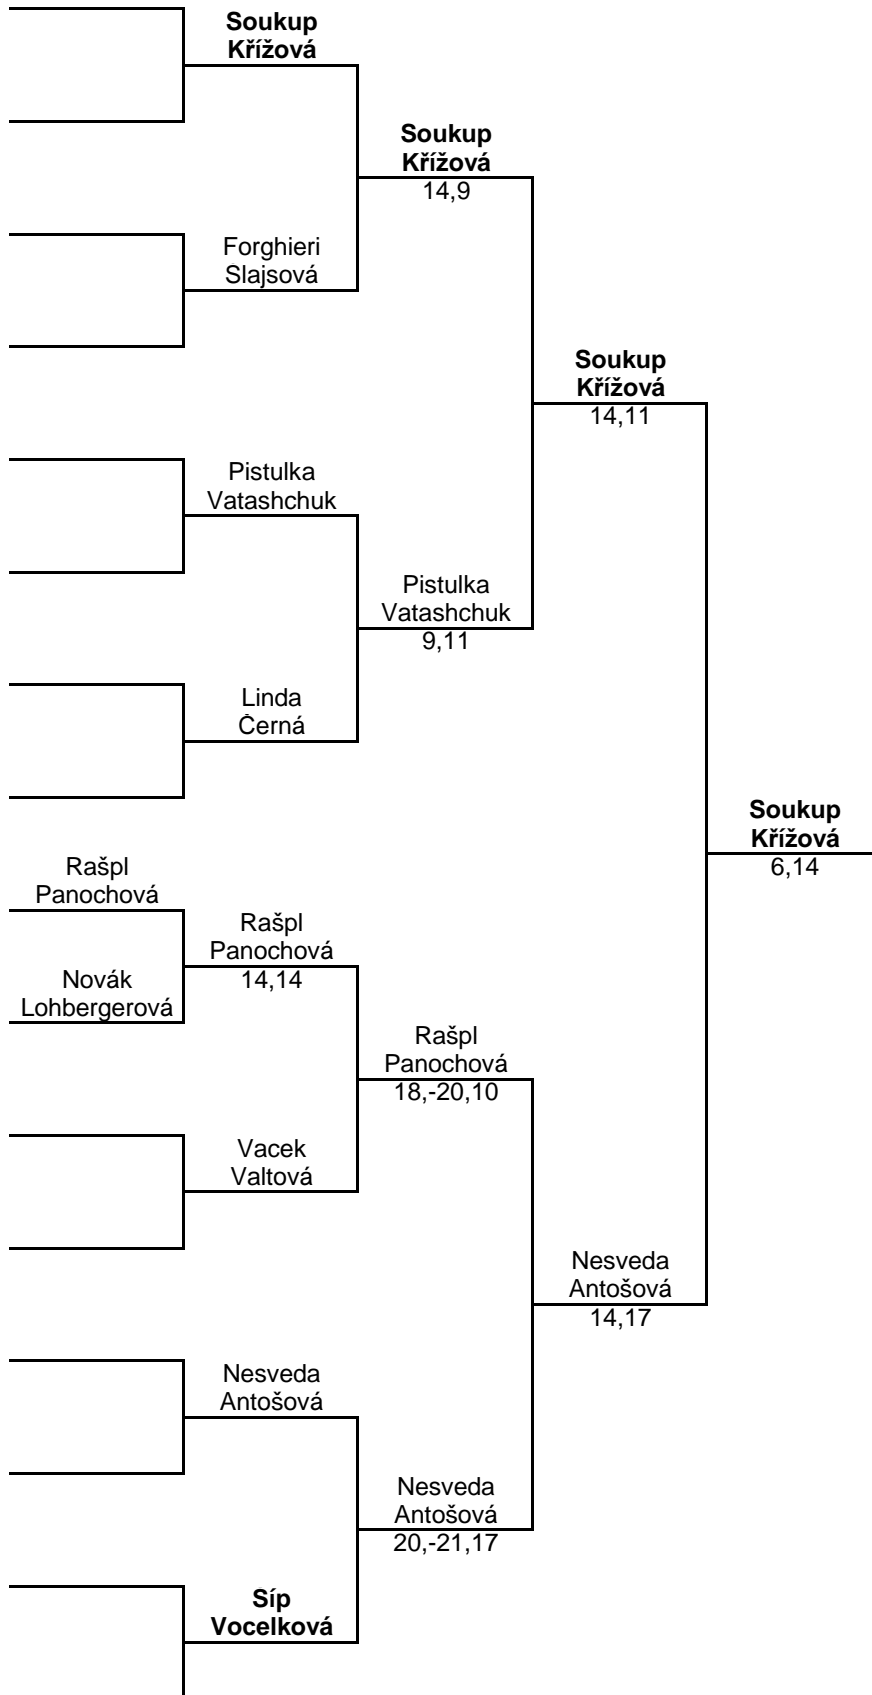 Soukup
Křížová
Soukup
Křížová
14,9
Forghieri
Slajsová
Soukup
Křížová
14,11
Pistulka
Vatashchuk
Pistulka
Vatashchuk
9,11
Linda
Černá
Soukup
Křížová
6,14
Rašpl
Panochová
Rašpl
Panochová
14,14
Novák
Lohbergerová
Rašpl
Panochová
18,-20,10
Vacek
Valtová
Nesveda
Antošová
14,17
Nesveda
Antošová
Nesveda
Antošová
20,-21,17
Síp
Vocelková